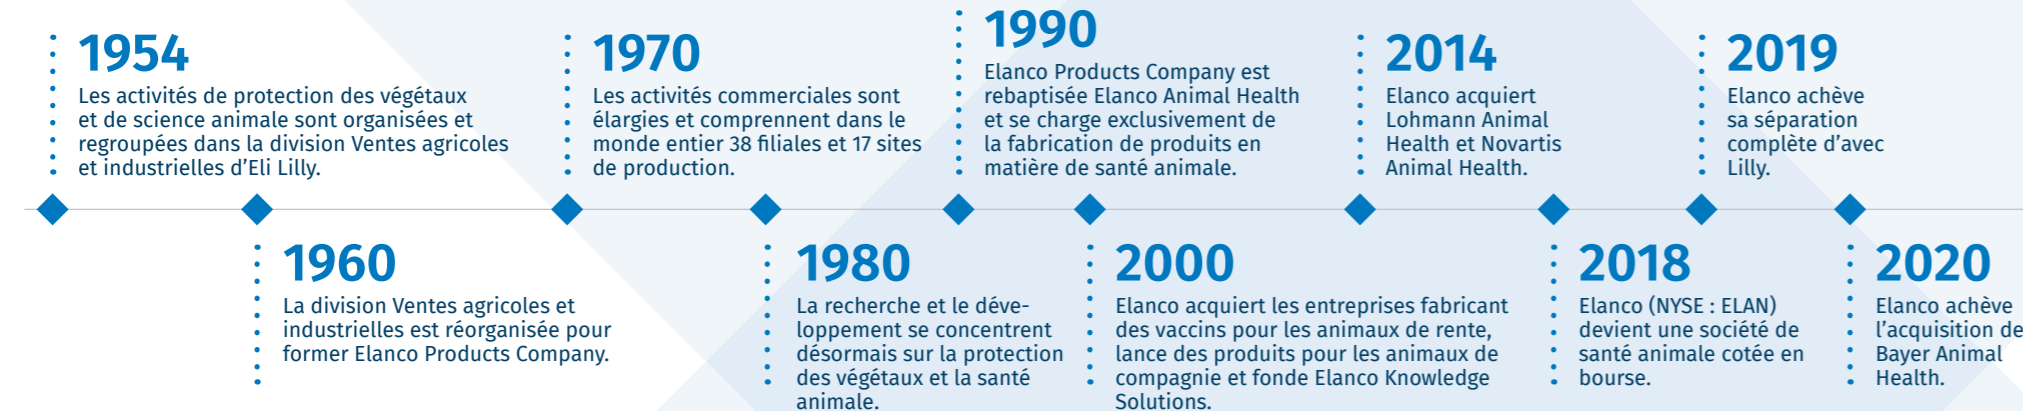 1954
Les activités de protection des végétaux
et de science animale sont organisées et
regroupées dans la division Ventes agricoles
et industrielles d’Eli Lilly.
1960
La division Ventes agricoles et
industrielles est réorganisée pour
former Elanco Products Company.
1970
Les activités commerciales sont
élargies et comprennent dans le
monde entier 38 filiales et 17 sites
de production.
1980
La recherche et le déve-
loppement se concentrent
désormais sur la protection
des végétaux et la santé
animale.
1990
Elanco Products Company est
rebaptisée Elanco Animal Health
et se charge exclusivement de
la fabrication de produits en
matière de santé animale.
2000
Elanco acquiert les entreprises fabricant
des vaccins pour les animaux de rente,
lance des produits pour les animaux de
compagnie et fonde Elanco Knowledge
Solutions.
2014
Elanco acquiert
Lohmann Animal
Health et Novartis
Animal Health.
2018
Elanco (NYSE : ELAN)
devient une société de
santé animale cotée en
bourse.
2019
Elanco achève
sa séparation
complète d’avec
Lilly.
2020
Elanco achève
l’acquisition de
Bayer Animal
Health.